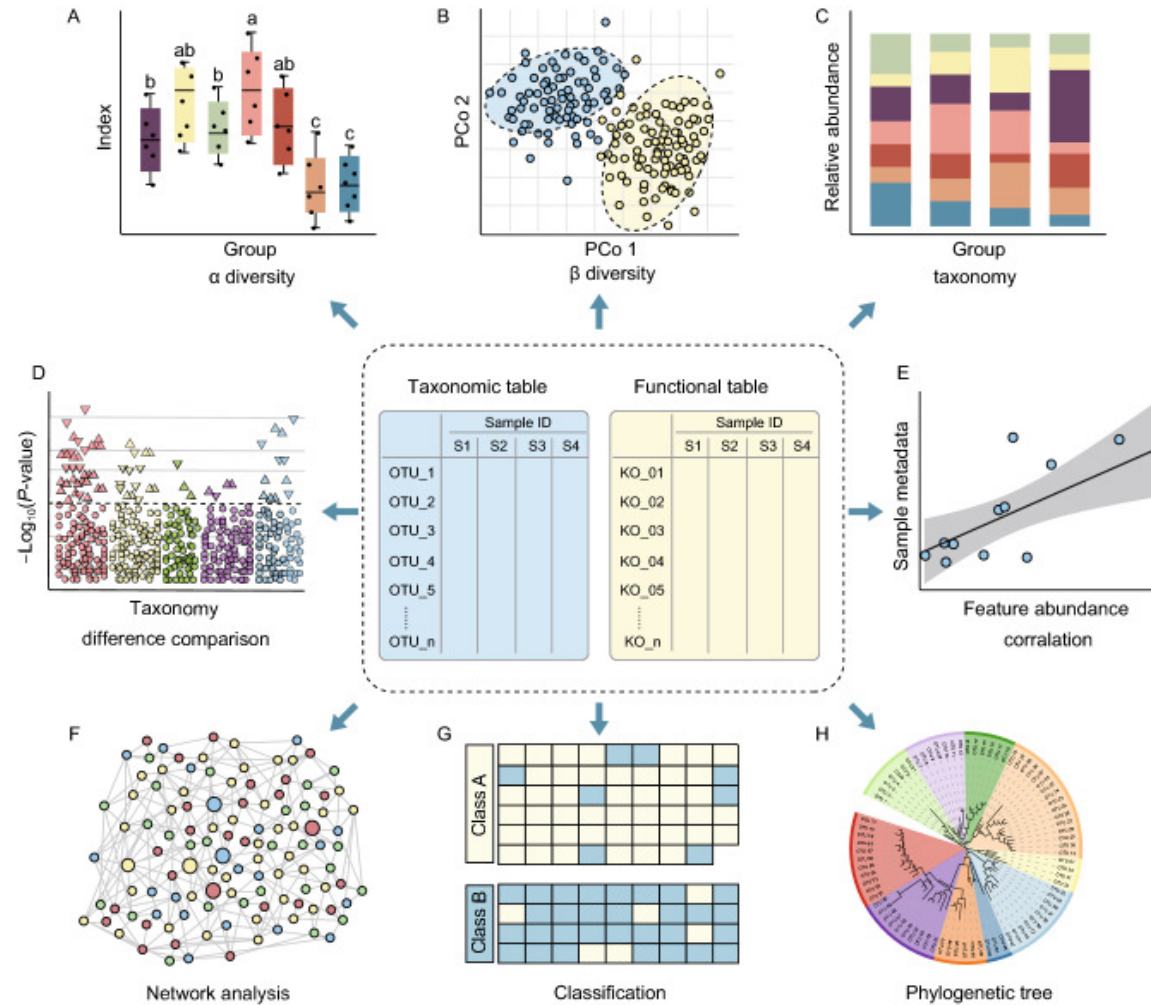 A
b
ab
b
a
ab
c
c
Index
Group
α diversity
B
PCo 2
PCo 1
β diversity
C
Relative abundance
Group
taxonomy
D
−Log₁₀(P-value)
Taxonomy
difference comparison
Taxonomic table
Sample ID
S1 S2 S3 S4
OTU_1
OTU_2
OTU_3
OTU_4
OTU_5
OTU_n
Functional table
Sample ID
S1 S2 S3 S4
KO_01
KO_02
KO_03
KO_04
KO_05
KO_n
E
Sample metadata
Feature abundance
corralation
F
Network analysis
G
Class A
Class B
Classification
H
Phylogenetic tree